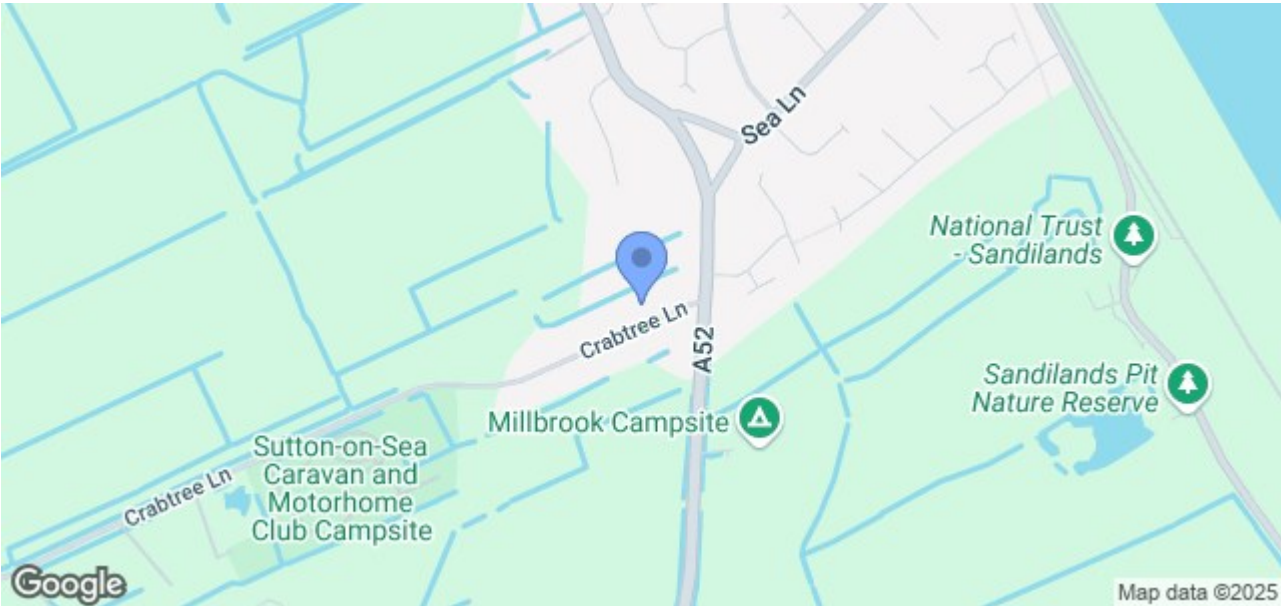 Sea Ln
National Trust
- Sandilands
Crabtree Ln
A52
Sandilands Pit
Nature Reserve
Millbrook Campsite
Sutton-on-Sea
Caravan and
Motorhome
Club Campsite
Crabtree Ln
Google
Map data ©2025